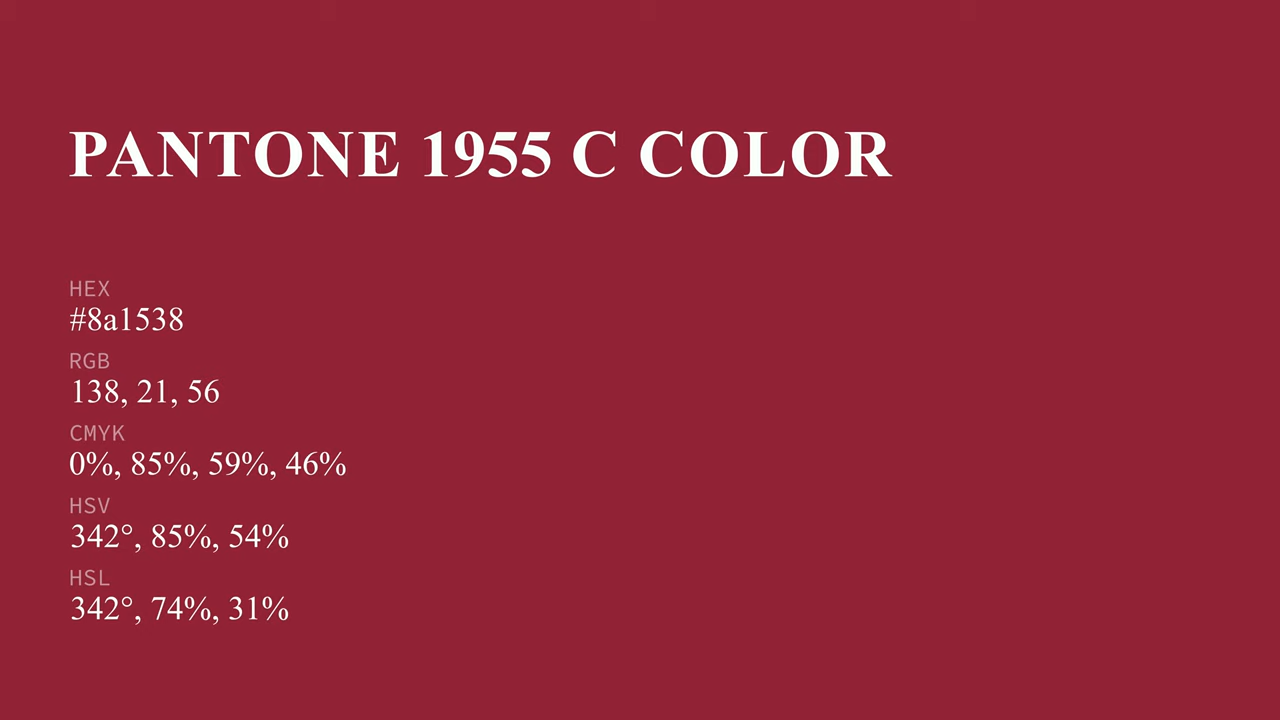 PANTONE 1955 C COLOR
HEX
#8a1538
RGB
138, 21, 56
CMYK
0%, 85%, 59%, 46%
HSV
342°, 85%, 54%
HSL
342°, 74%, 31%